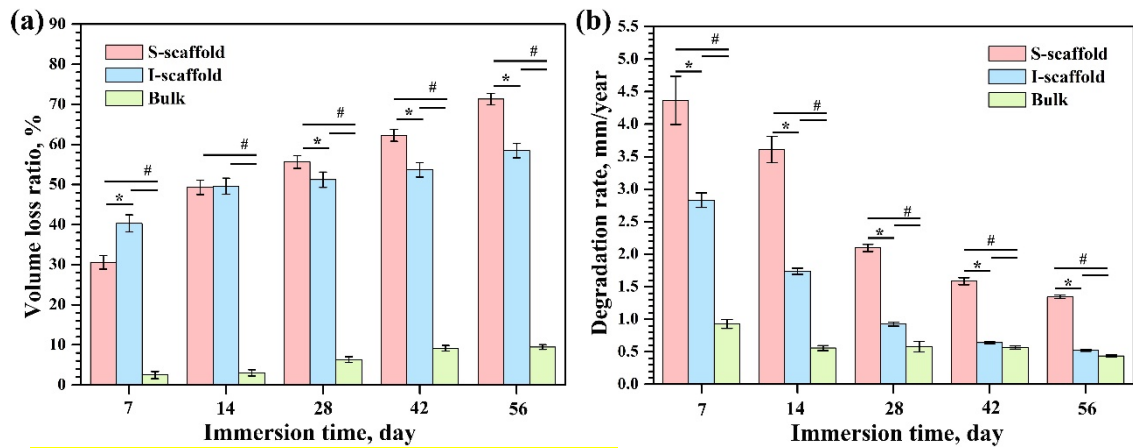 (a)
Volume loss ratio, %
90
80
70
60
50
40
30
20
10
0
S-scaffold
I-scaffold
Bulk
#
*
#
#
*
#
*
#
*
7 14 28 42 56
Immersion time, day
(b)
Degradation rate, mm/year
5.5
5.0
4.5
4.0
3.5
3.0
2.5
2.0
1.5
1.0
0.5
0.0
S-scaffold
I-scaffold
Bulk
#
*
#
*
#
*
#
*
#
*
7 14 28 42 56
Immersion time, day